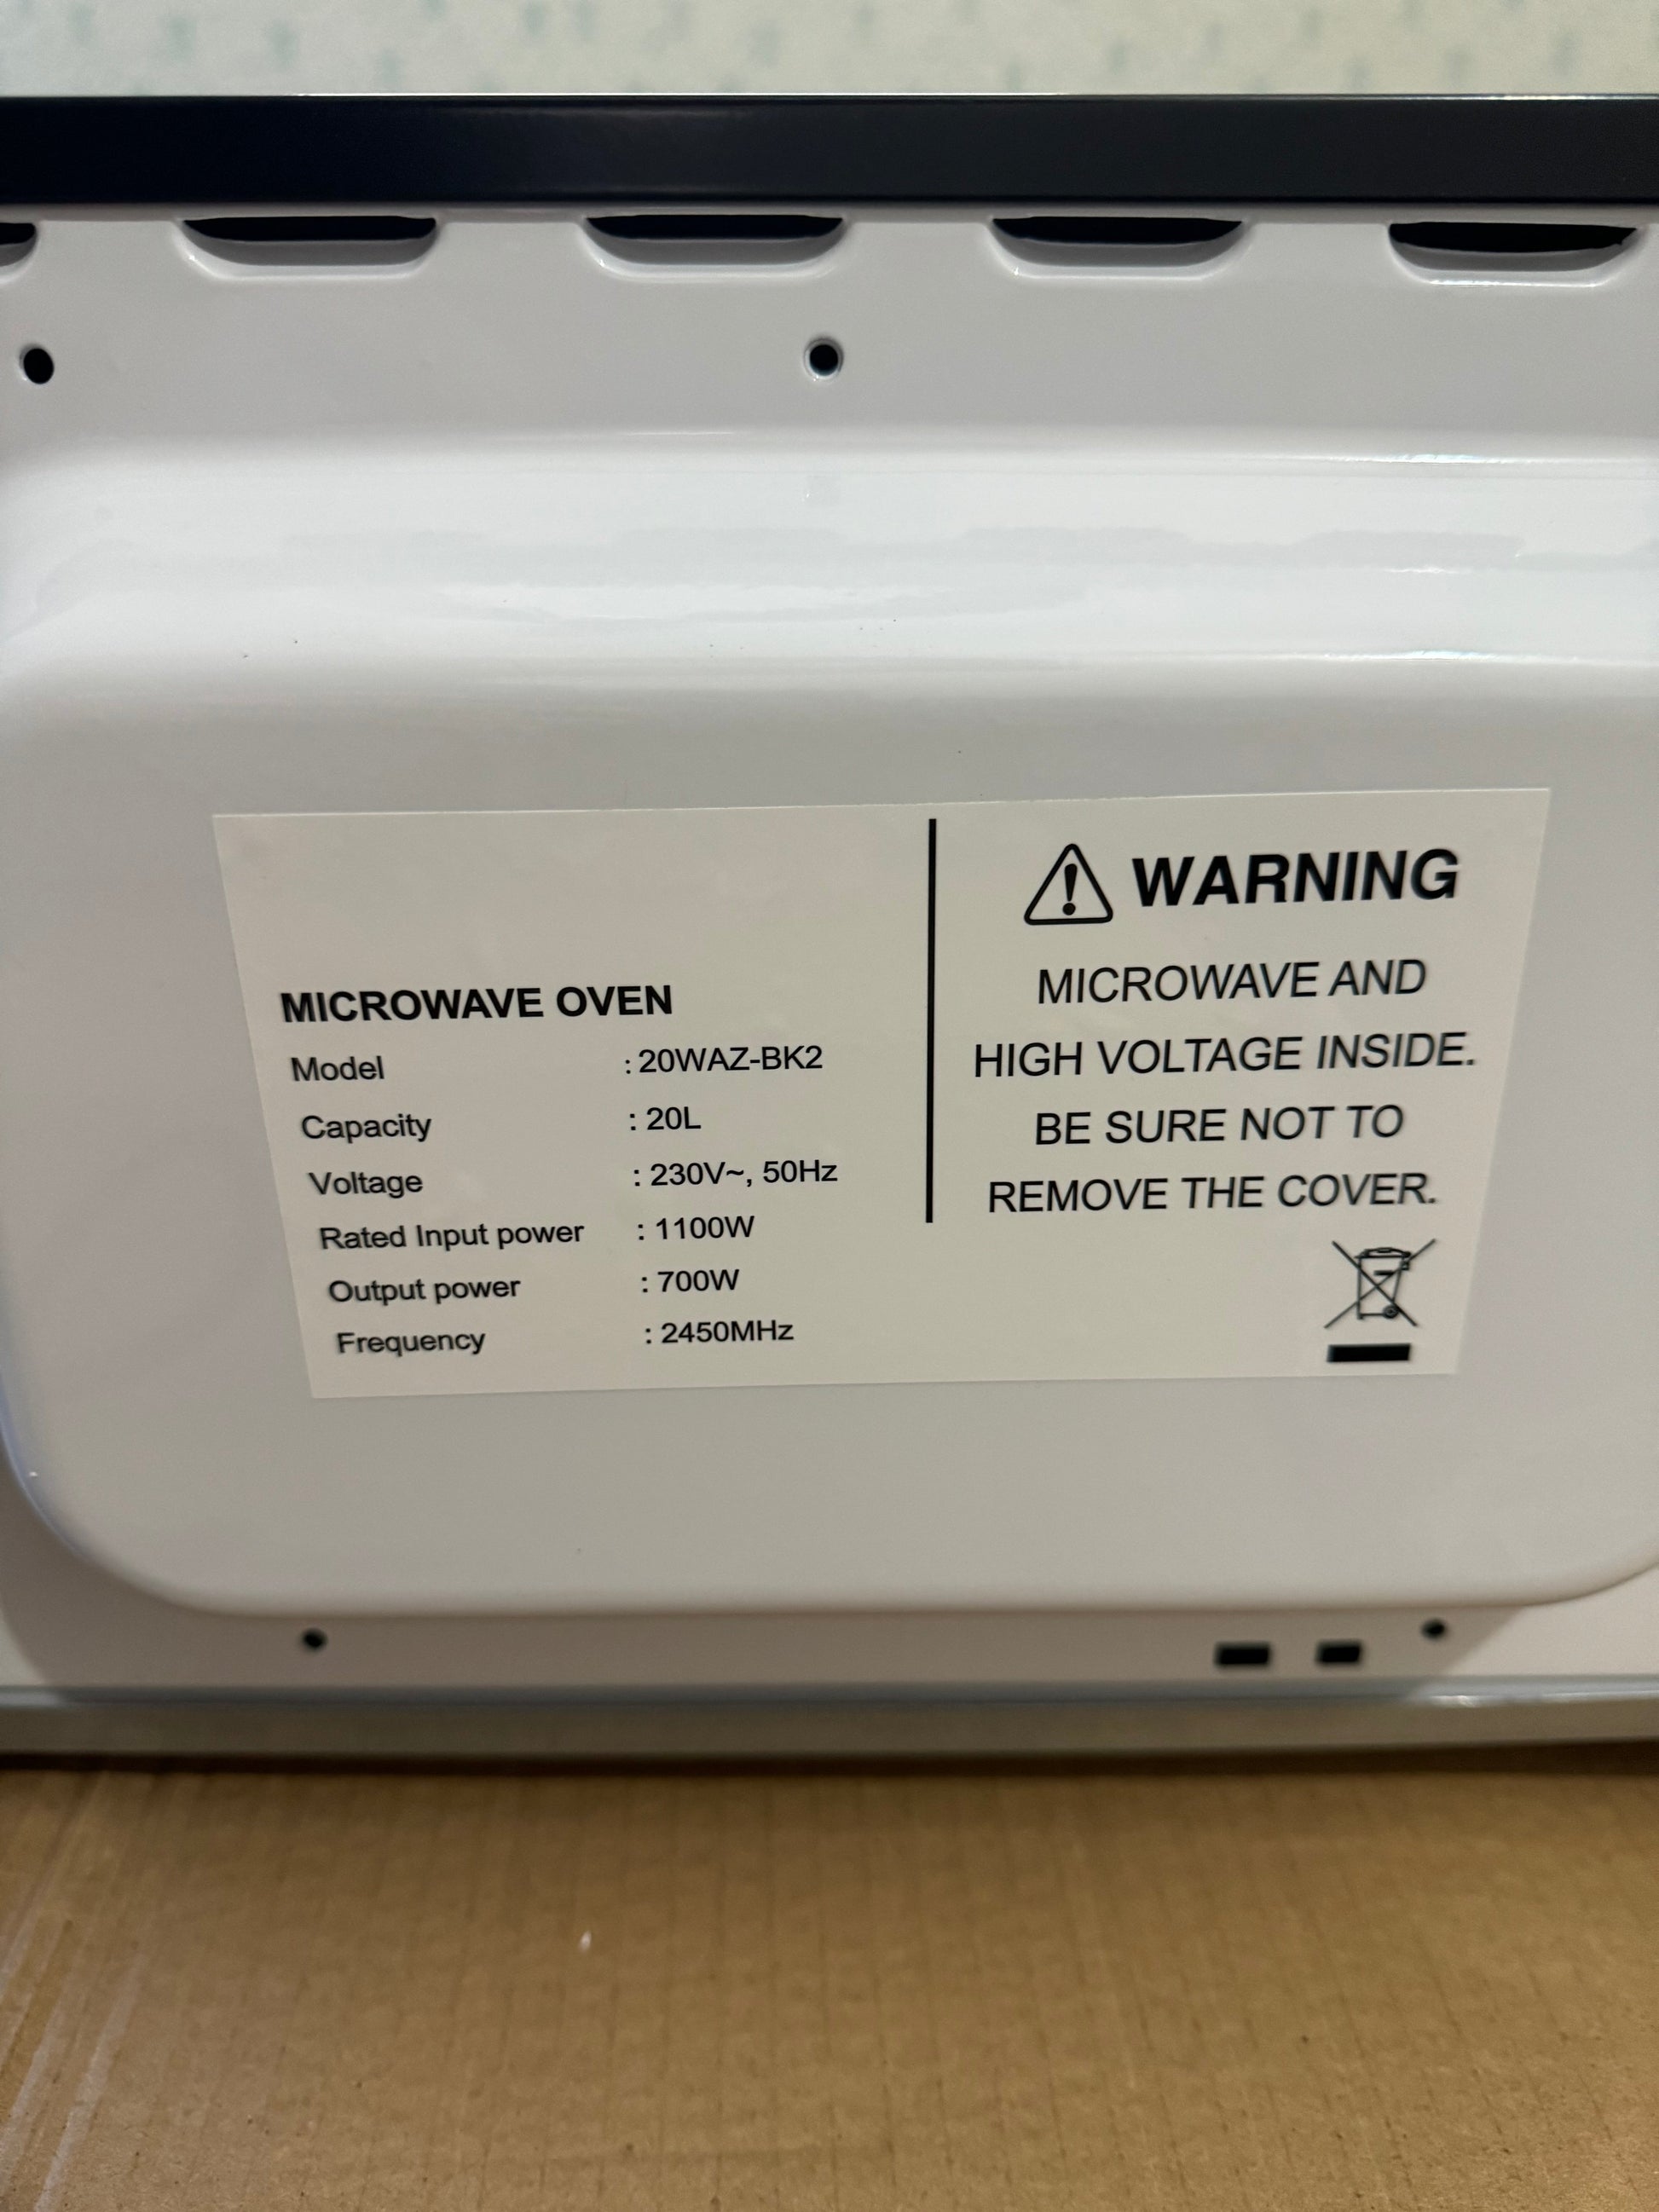 MICROWAVE OVEN
Model : 20WAZ-BK2
Capacity : 20L
Voltage : 230V~, 50Hz
Rated Input power : 1100W
Output power : 700W
Frequency : 2450MHz
WARNING
MICROWAVE AND
HIGH VOLTAGE INSIDE.
BE SURE NOT TO
REMOVE THE COVER.